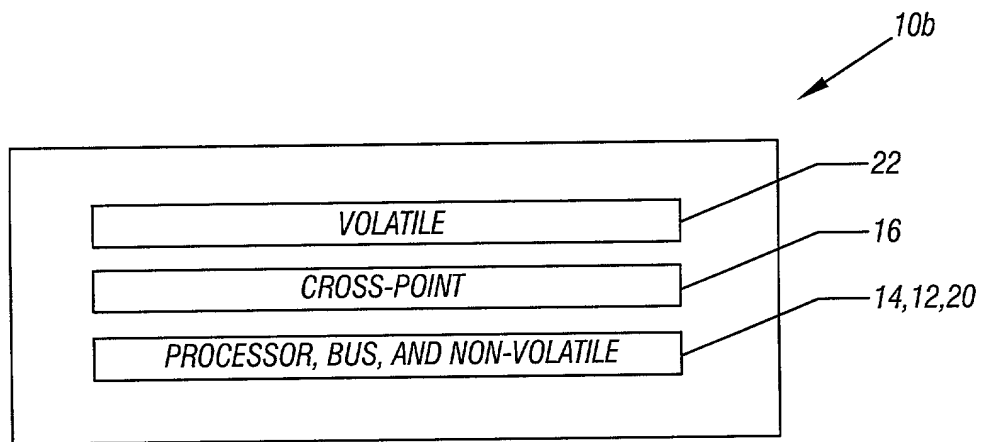 10b
VOLATILE
22
CROSS-POINT
16
PROCESSOR, BUS, AND NON-VOLATILE
14,12,20